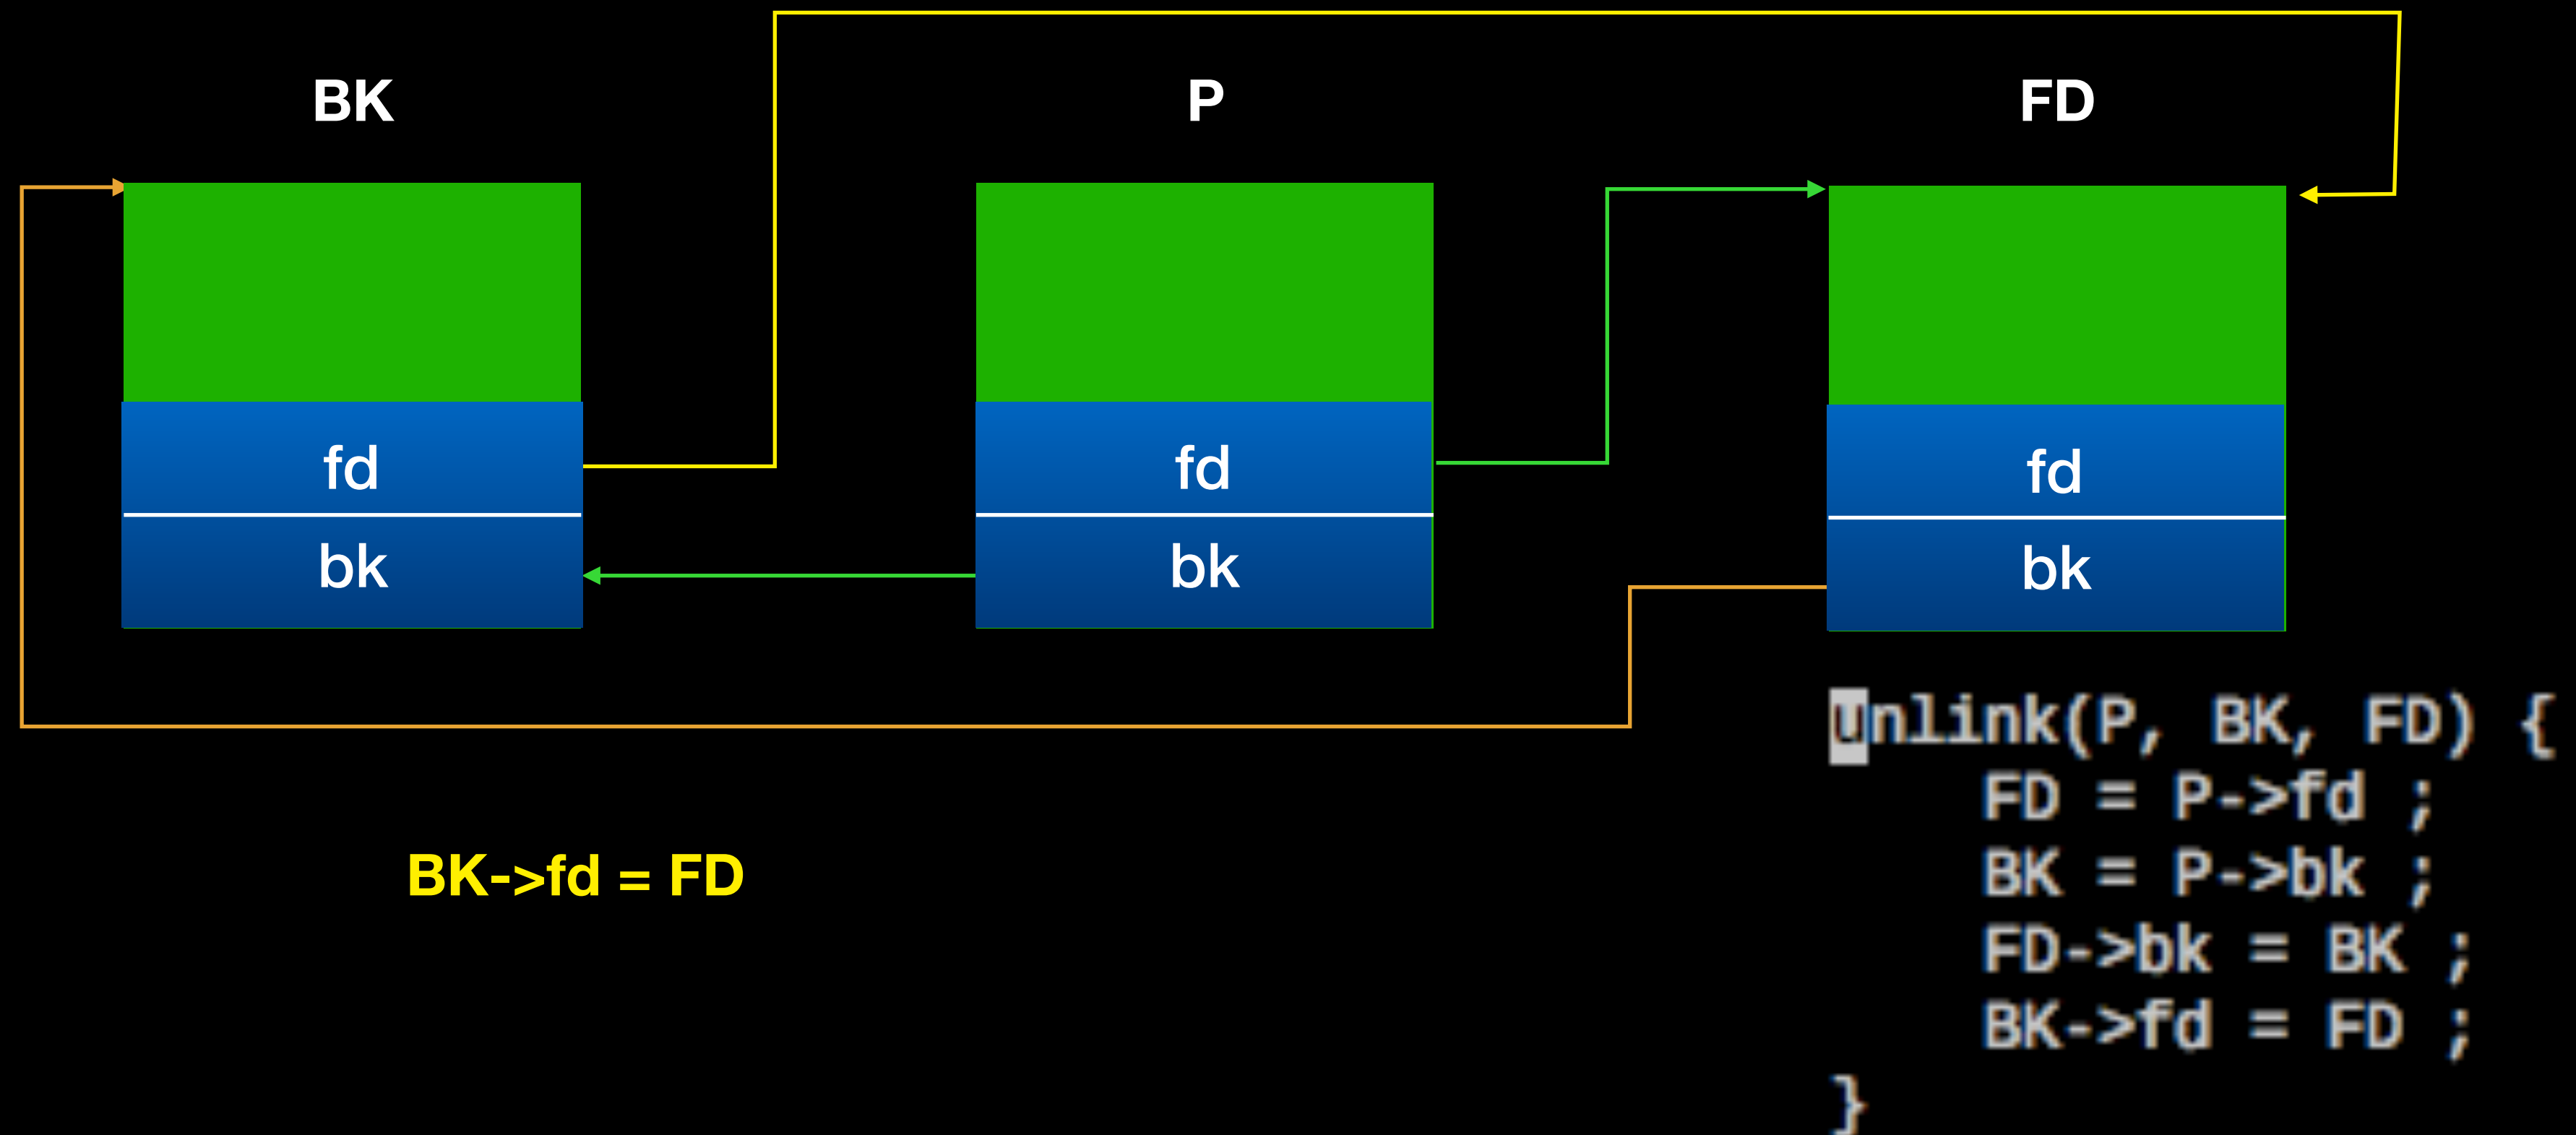 BK P FD
fd fd fd
bk bk bk
unlink(P, BK, FD) {
FD = P->fd ;
BK = P->bk ;
FD->bk = BK ;
BK->fd = FD ;
}
BK->fd = FD